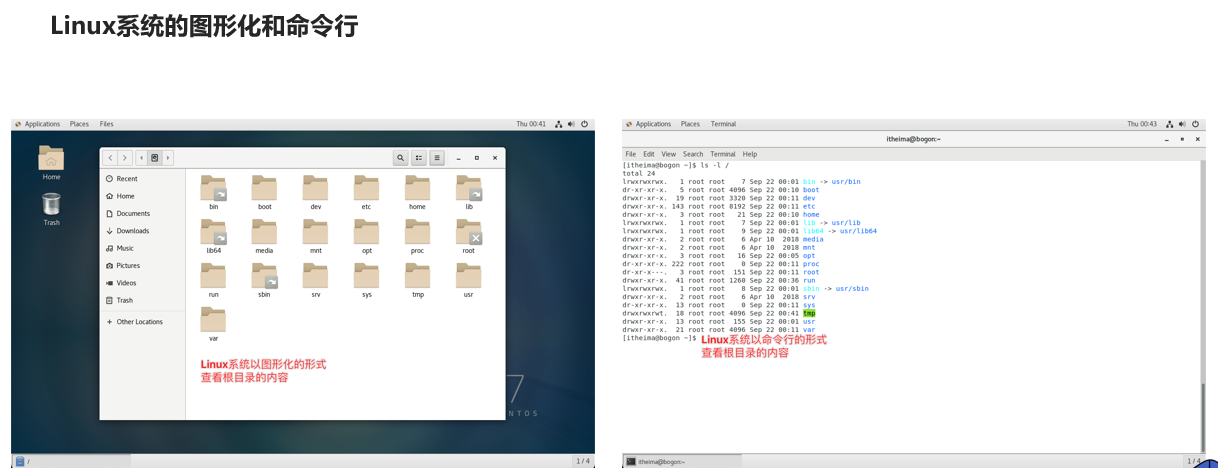 Linux系统的图形化和命令行
Applications Places Files Thu 00:41
Home
Trash
Recent
Home
Documents
Downloads
Music
Pictures
Videos
Trash
+ Other Locations
bin boot dev etc home lib
lib64 media mnt opt proc root
run sbin srv sys tmp usr
var
Linux系统以图形化的形式
查看根目录的内容
7
ENTOS
/ 1 / 4
Applications Places Terminal Thu 00:43
itheima@bogon:~
File Edit View Search Terminal Help
[itheima@bogon ~]$ ls -l /
total 24
lrwxrwxrwx. 1 root root 7 Sep 22 00:01 bin -> usr/bin
dr-xr-xr-x. 5 root root 4096 Sep 22 00:10 boot
drwxr-xr-x. 19 root root 3320 Sep 22 00:11 dev
drwxr-xr-x. 143 root root 8192 Sep 22 00:11 etc
drwxr-xr-x. 3 root root 21 Sep 22 00:10 home
lrwxrwxrwx. 1 root root 7 Sep 22 00:01 lib -> usr/lib
lrwxrwxrwx. 1 root root 9 Sep 22 00:01 lib64 -> usr/lib64
drwxr-xr-x. 2 root root 6 Apr 10 2018 media
drwxr-xr-x. 2 root root 6 Apr 10 2018 mnt
drwxr-xr-x. 3 root root 16 Sep 22 00:05 opt
dr-xr-xr-x. 222 root root 0 Sep 22 00:11 proc
dr-xr-x---. 3 root root 151 Sep 22 00:11 root
drwxr-xr-x. 41 root root 1260 Sep 22 00:36 run
lrwxrwxrwx. 1 root root 8 Sep 22 00:01 sbin -> usr/sbin
drwxr-xr-x. 2 root root 6 Apr 10 2018 srv
dr-xr-xr-x. 13 root root 0 Sep 22 00:11 sys
drwxrwxrwt. 18 root root 4096 Sep 22 00:41 tmp
drwxr-xr-x. 13 root root 155 Sep 22 00:01 usr
drwxr-xr-x. 21 root root 4096 Sep 22 00:11 var
[itheima@bogon ~]$
Linux系统以命令行的形式
查看根目录的内容
itheima@bogon:~ 1 / 4